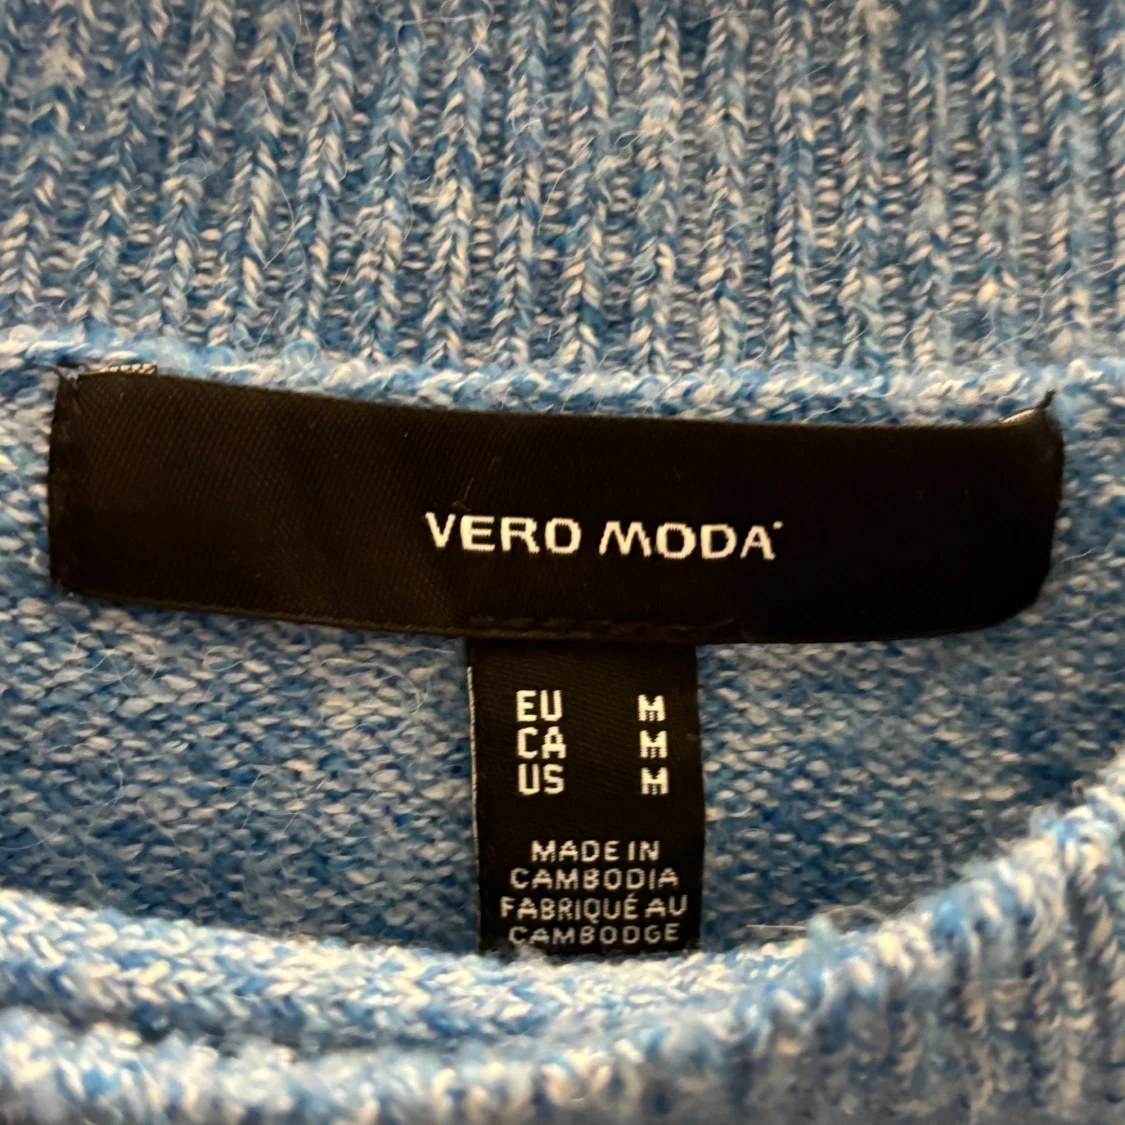 VERO MODA
EU M
CA M
US M
MADE IN
CAMBODIA
FABRIQUÉ AU
CAMBODGE